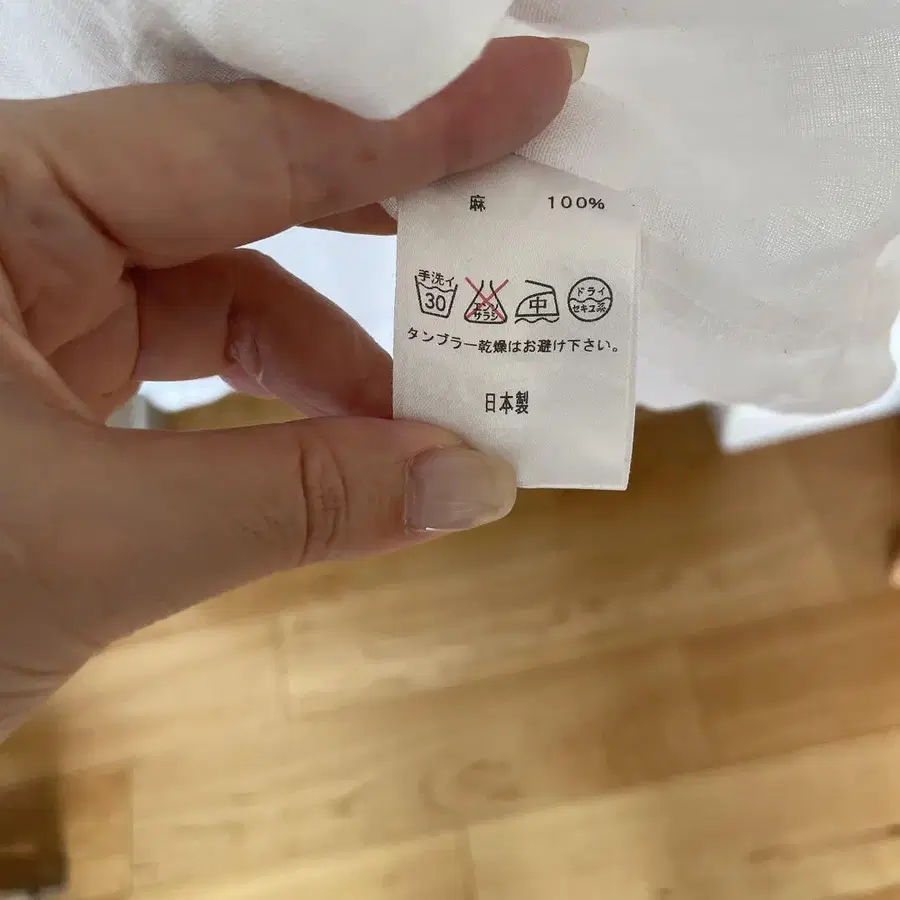 麻 100%
手洗イ
30 エンソ サラシ 中 ドライ セキユ系
タンブラー乾燥はお避け下さい。
日本製